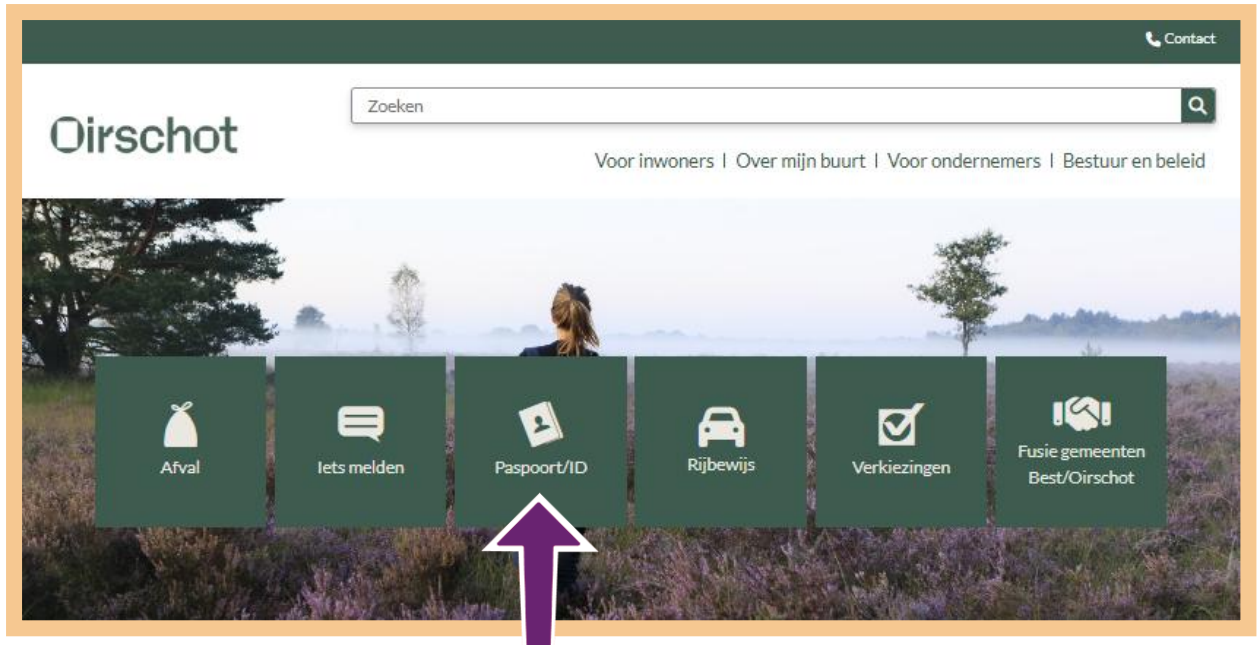 Contact
Oirschot
Zoeken
Voor inwoners | Over mijn buurt | Voor ondernemers | Bestuur en beleid
Afval
Iets melden
Paspoort/ID
Rijbewijs
Verkiezingen
Fusie gemeenten
Best/Oirschot